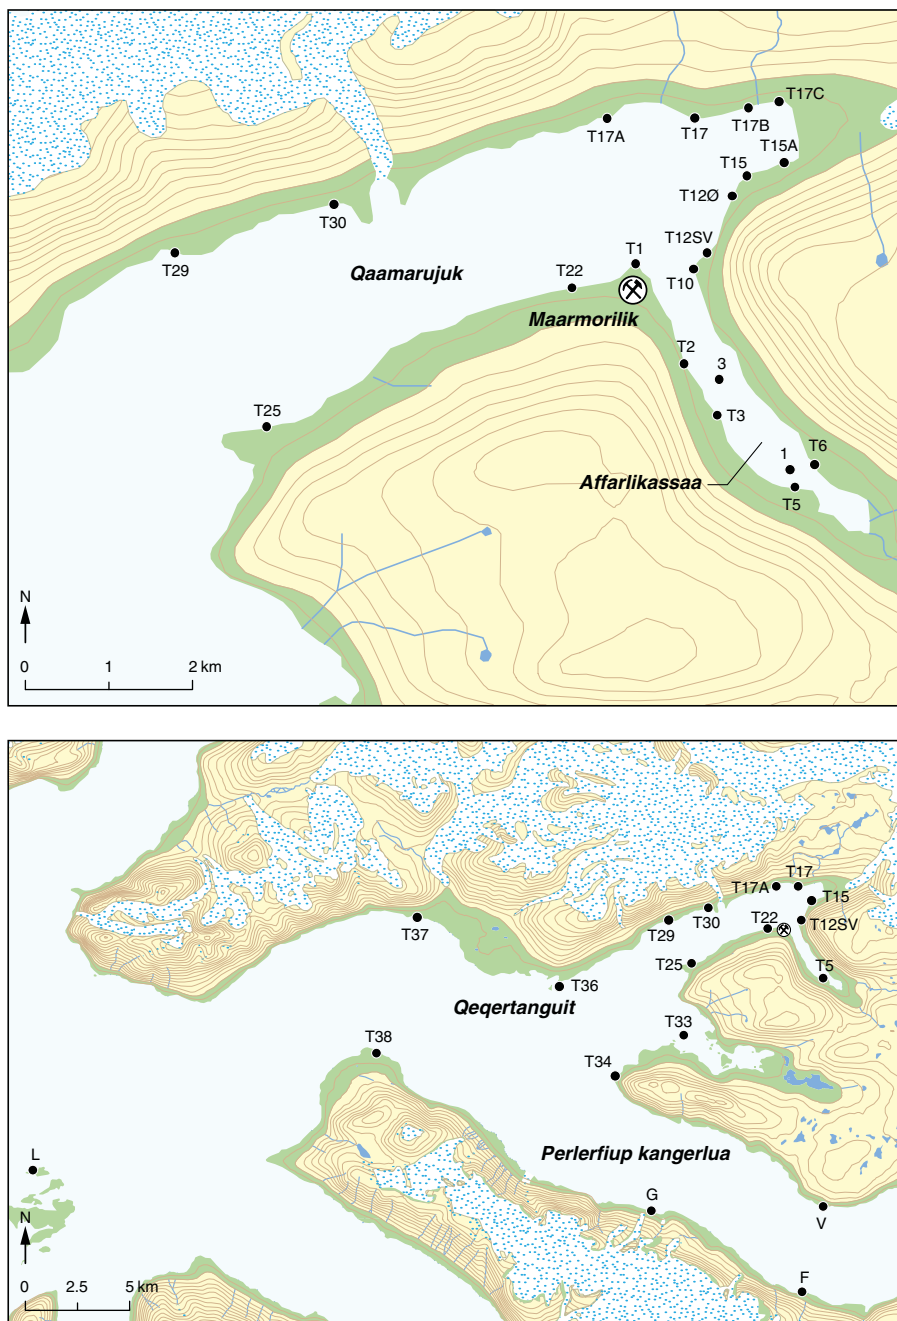 T17C
T17A
T17
T17B
T15A
T15
T12Ø
T30
T12SV
T29
Qaamarujuk
T22
T1
T10
Maarmorilik
T2
3
T25
T3
1
T6
Affarlikassaa
T5
N
0 1 2 km
T17A
T17
T15
T30
T22
T12SV
T29
T37
T25
T5
T36
Qeqertanguit
T33
T38
T34
Perlerfiup kangerlua
L
G
V
N
0 2.5 5 km
F